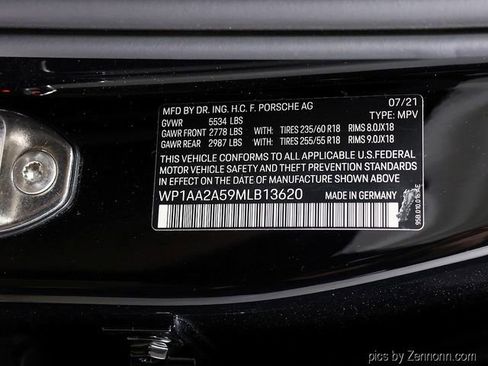 MFD BY DR. ING. H.C. F. PORSCHE AG 07/21
GVWR 5534 LBS TYPE: MPV
GAWR FRONT 2778 LBS WITH: TIRES 235/60 R18 RIMS 8.0JX18
GAWR REAR 2987 LBS WITH: TIRES 255/55 R18 RIMS 9.0JX18
THIS VEHICLE CONFORMS TO ALL APPLICABLE U.S.FEDERAL
MOTOR VEHICLE SAFETY AND THEFT PREVENTION STANDARDS
IN EFFECT ON THE DATE OF MANUFACTURE SHOWN ABOVE
WP1AA2A59MLB13620 MADE IN GERMANY
pics by Zennonn.com